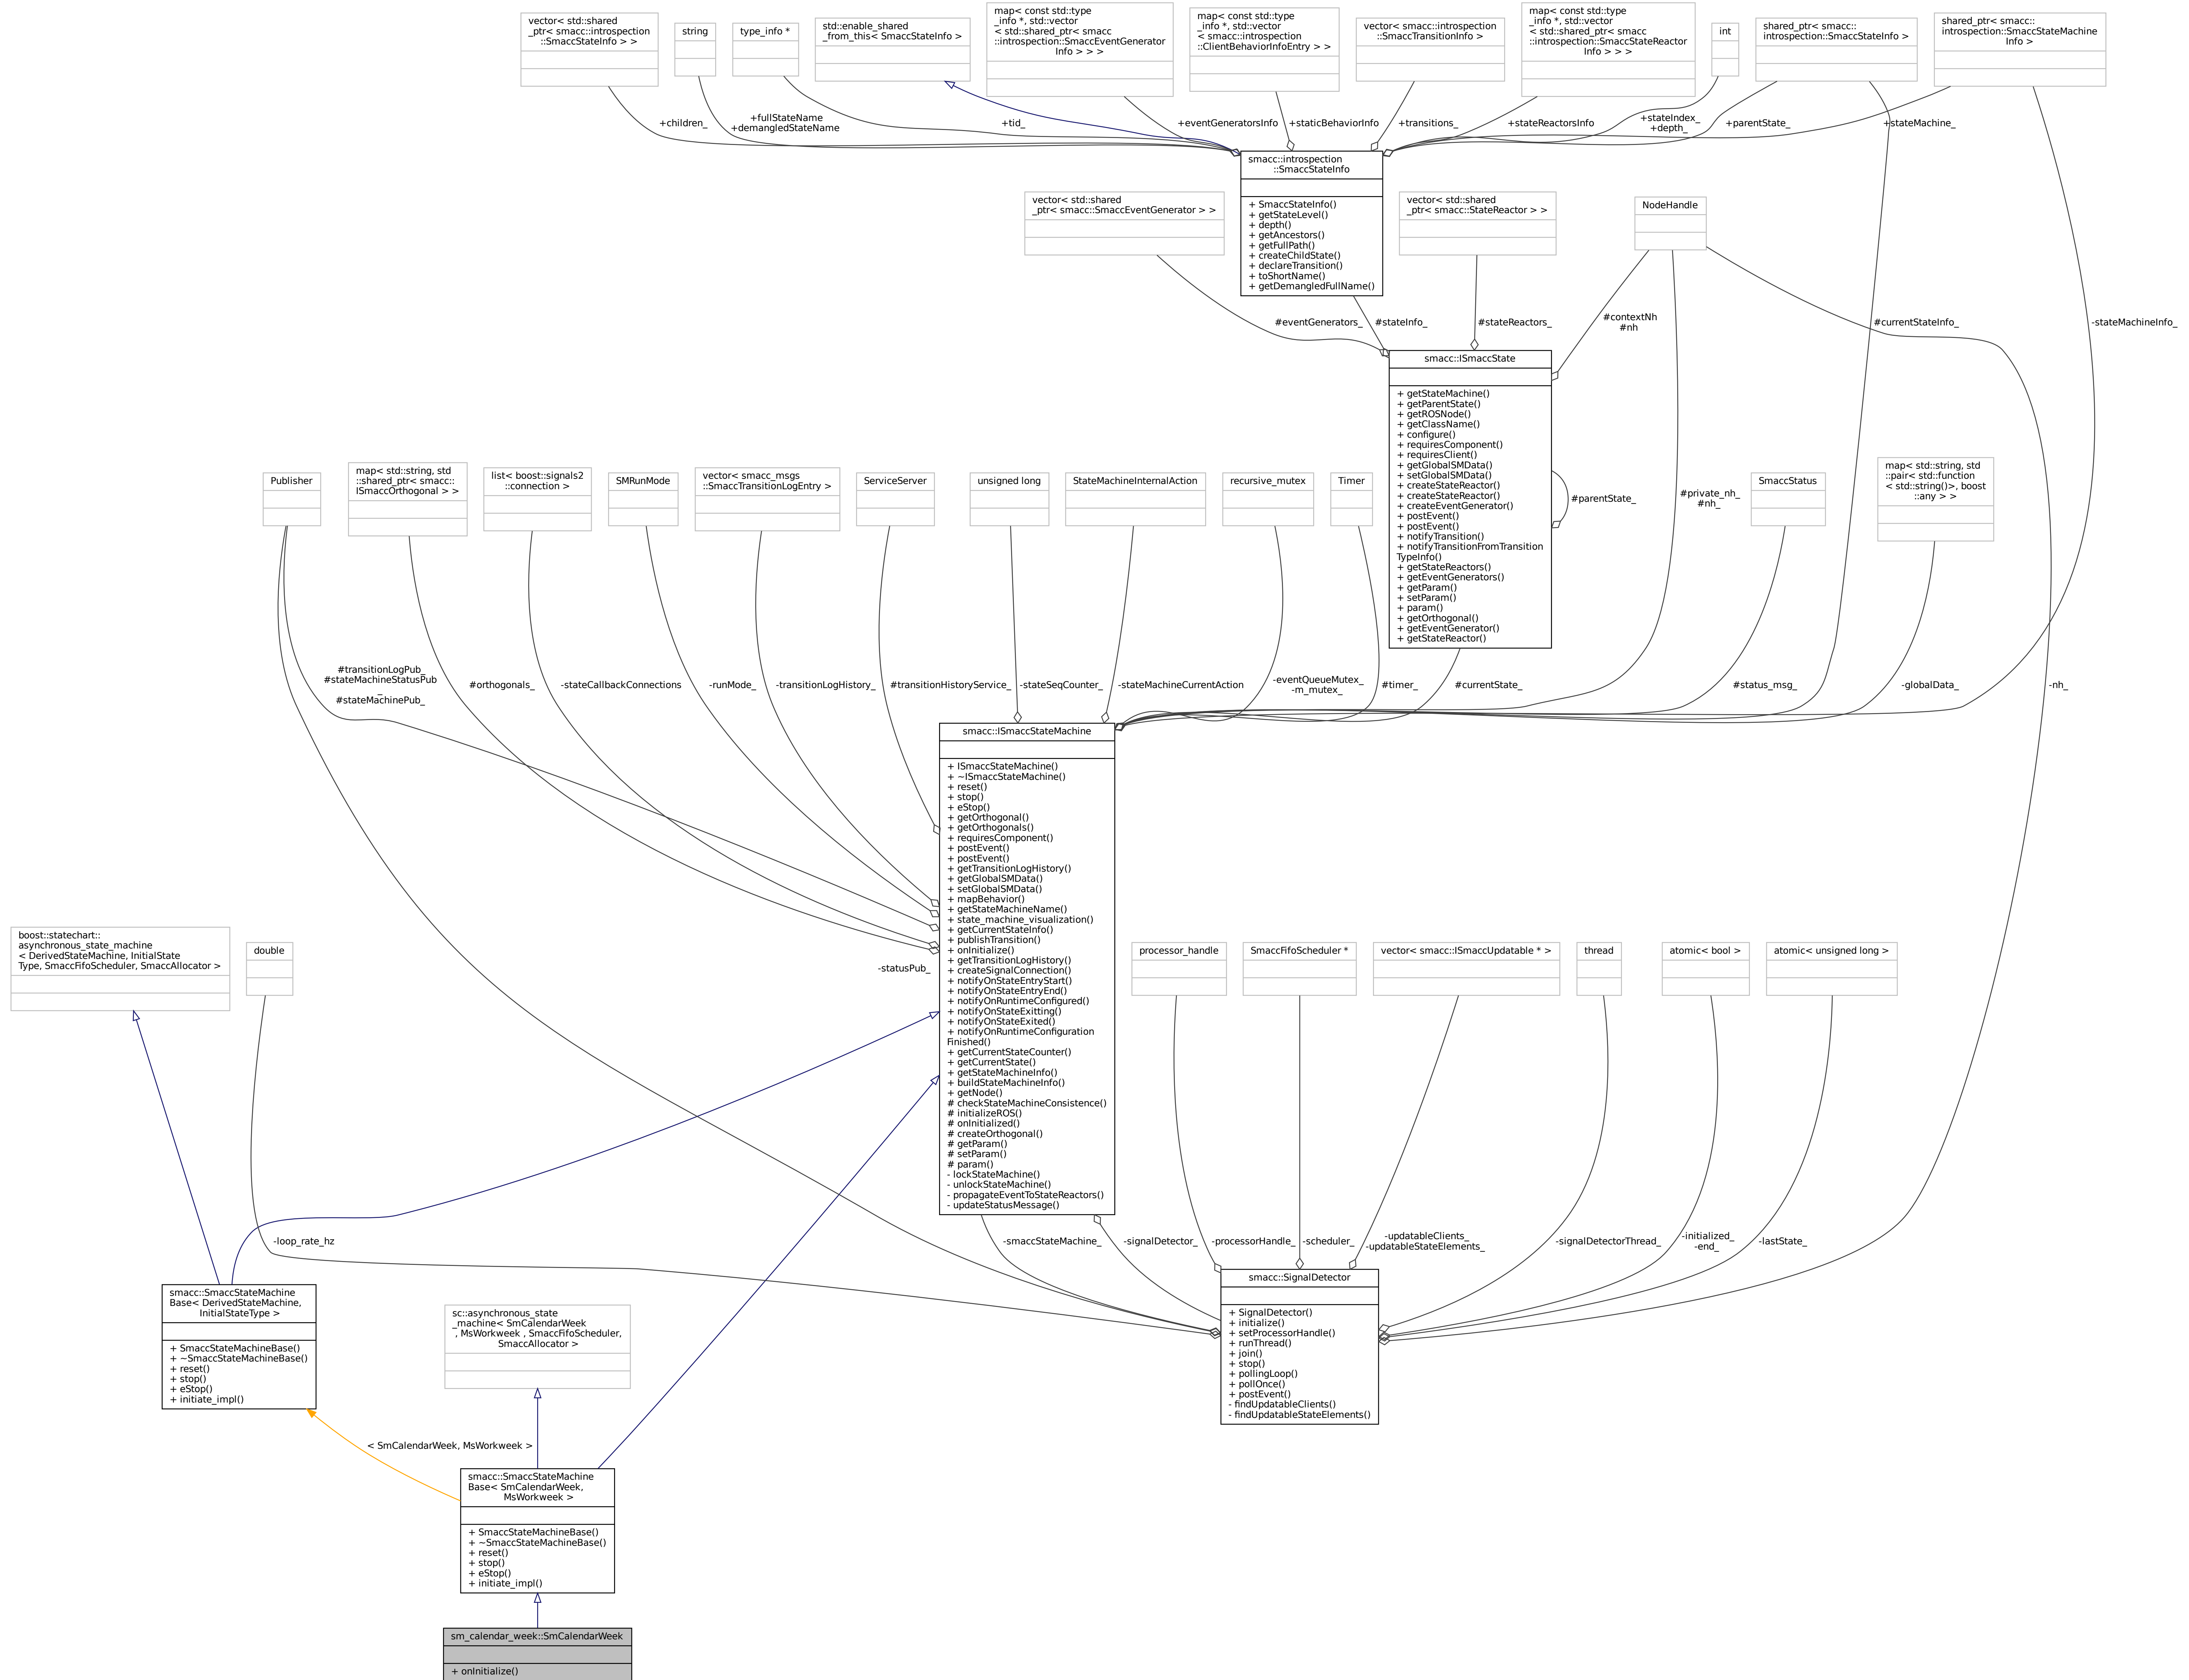 vector< std::shared
_ptr< smacc::introspection
::SmaccStateInfo > >
string
type_info *
std::enable_shared
_from_this< SmaccStateInfo >
map< const std::type
_info *, std::vector
< std::shared_ptr< smacc
::introspection::SmaccEventGenerator
Info > > >
map< const std::type
_info *, std::vector
< smacc::introspection
::ClientBehaviorInfoEntry > >
vector< smacc::introspection
::SmaccTransitionInfo >
map< const std::type
_info *, std::vector
< std::shared_ptr< smacc
::introspection::SmaccStateReactor
Info > > >
int
shared_ptr< smacc::
introspection::SmaccStateInfo >
shared_ptr< smacc::
introspection::SmaccStateMachine
Info >
+children_
+fullStateName
+demangledStateName
+tid_
+eventGeneratorsInfo
+staticBehaviorInfo
+transitions_
+stateReactorsInfo
+stateIndex_
+depth_
+parentState_
+stateMachine_
smacc::introspection
::SmaccStateInfo
+ SmaccStateInfo()
+ getStateLevel()
+ depth()
+ getAncestors()
+ getFullPath()
+ createChildState()
+ declareTransition()
+ toShortName()
+ getDemangledFullName()
vector< std::shared
_ptr< smacc::SmaccEventGenerator > >
vector< std::shared
_ptr< smacc::StateReactor > >
NodeHandle
#eventGenerators_
#stateInfo_
#stateReactors_
#contextNh
#nh
#currentStateInfo_
-stateMachineInfo_
smacc::ISmaccState
+ getStateMachine()
+ getParentState()
+ getROSNode()
+ getClassName()
+ configure()
+ requiresComponent()
+ requiresClient()
+ getGlobalSMData()
+ setGlobalSMData()
+ createStateReactor()
+ createStateReactor()
+ createEventGenerator()
+ postEvent()
+ postEvent()
+ notifyTransition()
+ notifyTransitionFromTransition
TypeInfo()
+ getStateReactors()
+ getEventGenerators()
+ getParam()
+ setParam()
+ param()
+ getOrthogonal()
+ getEventGenerator()
+ getStateReactor()
#parentState_
Publisher
map< std::string, std
::shared_ptr< smacc::
ISmaccOrthogonal > >
list< boost::signals2
::connection >
SMRunMode
vector< smacc_msgs
::SmaccTransitionLogEntry >
ServiceServer
unsigned long
StateMachineInternalAction
recursive_mutex
Timer
#private_nh_
#nh_
SmaccStatus
map< std::string, std
::pair< std::function
< std::string()>, boost
::any > >
#transitionLogPub_
#stateMachineStatusPub
_
#stateMachinePub_
#orthogonals_
-stateCallbackConnections
-runMode_
-transitionLogHistory_
#transitionHistoryService_
-stateSeqCounter_
-stateMachineCurrentAction
-eventQueueMutex_
-m_mutex_
#timer_
#currentState_
#status_msg_
-globalData_
-nh_
smacc::ISmaccStateMachine
+ ISmaccStateMachine()
+ ~ISmaccStateMachine()
+ reset()
+ stop()
+ eStop()
+ getOrthogonal()
+ getOrthogonals()
+ requiresComponent()
+ postEvent()
+ postEvent()
+ getTransitionLogHistory()
+ getGlobalSMData()
+ setGlobalSMData()
+ mapBehavior()
+ getStateMachineName()
+ state_machine_visualization()
+ getCurrentStateInfo()
+ publishTransition()
+ onInitialize()
+ getTransitionLogHistory()
+ createSignalConnection()
+ notifyOnStateEntryStart()
+ notifyOnStateEntryEnd()
+ notifyOnRuntimeConfigured()
+ notifyOnStateExitting()
+ notifyOnStateExited()
+ notifyOnRuntimeConfiguration
Finished()
+ getCurrentStateCounter()
+ getCurrentState()
+ getStateMachineInfo()
+ buildStateMachineInfo()
+ getNode()
# checkStateMachineConsistence()
# initializeROS()
# onInitialized()
# createOrthogonal()
# getParam()
# setParam()
# param()
- lockStateMachine()
- unlockStateMachine()
- propagateEventToStateReactors()
- updateStatusMessage()
boost::statechart::
asynchronous_state_machine
< DerivedStateMachine, InitialState
Type, SmaccFifoScheduler, SmaccAllocator >
double
-statusPub_
processor_handle
SmaccFifoScheduler *
vector< smacc::ISmaccUpdatable * >
thread
atomic< bool >
atomic< unsigned long >
-loop_rate_hz
-smaccStateMachine_
-signalDetector_
-processorHandle_
-scheduler_
-updatableClients_
-updatableStateElements_
-signalDetectorThread_
-initialized_
-end_
-lastState_
smacc::SmaccStateMachine
Base< DerivedStateMachine,
InitialStateType >
+ SmaccStateMachineBase()
+ ~SmaccStateMachineBase()
+ reset()
+ stop()
+ eStop()
+ initiate_impl()
sc::asynchronous_state
_machine< SmCalendarWeek
, MsWorkweek , SmaccFifoScheduler,
SmaccAllocator >
smacc::SignalDetector
+ SignalDetector()
+ initialize()
+ setProcessorHandle()
+ runThread()
+ join()
+ stop()
+ pollingLoop()
+ pollOnce()
+ postEvent()
- findUpdatableClients()
- findUpdatableStateElements()
< SmCalendarWeek, MsWorkweek >
smacc::SmaccStateMachine
Base< SmCalendarWeek,
MsWorkweek >
+ SmaccStateMachineBase()
+ ~SmaccStateMachineBase()
+ reset()
+ stop()
+ eStop()
+ initiate_impl()
sm_calendar_week::SmCalendarWeek
+ onInitialize()